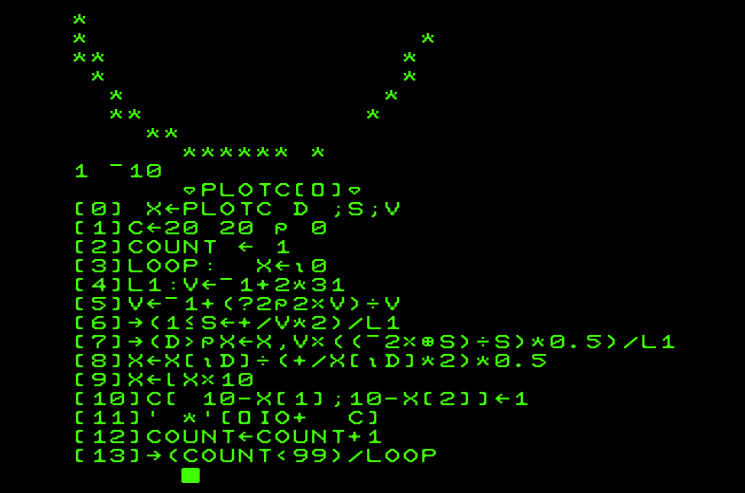 *
* *
** *
* *
* *
** *
**
****** *
1 ¯10
∇PLOTC[⎕]∇
[0] X←PLOTC D ;S;V
[1]C←20 20 ⍴ 0
[2]COUNT ← 1
[3]LOOP: X←⍳0
[4]L1:V←¯1+2*31
[5]V←¯1+(?2⍴2×V)÷V
[6]→(1≤S←+/V*2)/L1
[7]→(D>⍴X←X,V×((¯2×⍟S)÷S)*0.5)/L1
[8]X←X[⍳D]÷(+/X[⍳D]*2)*0.5
[9]X←⌊X×10
[10]C[ 10-X[1];10-X[2]]←1
[11]' *'[⎕IO+ C]
[12]COUNT←COUNT+1
[13]→(COUNT<99)/LOOP